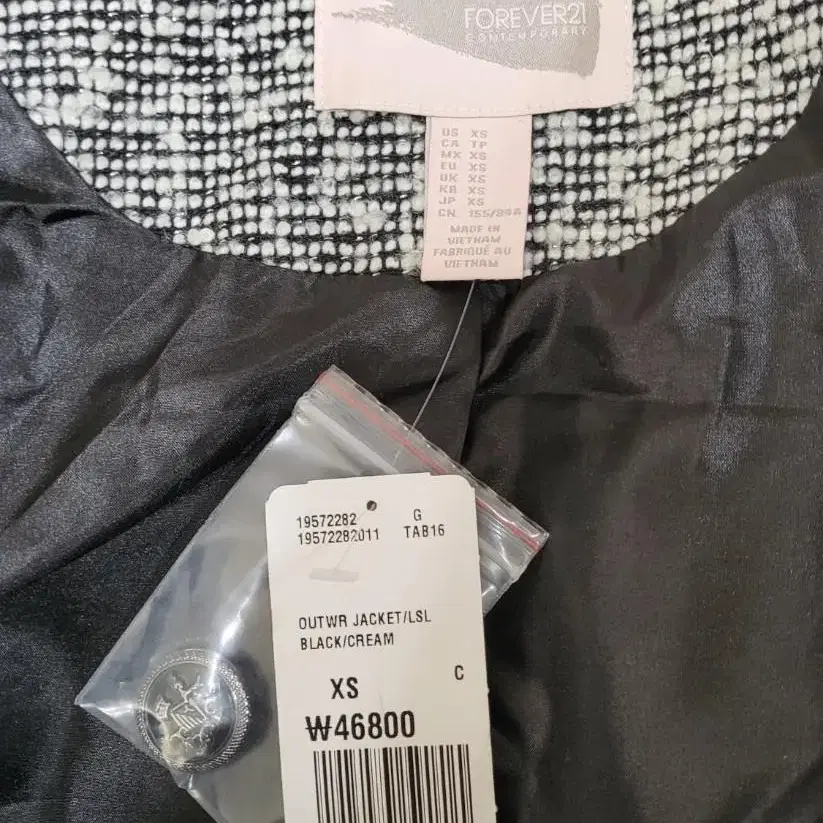 FOREVER21
CONTEMPORARY
US XS
CA TP
MX XS
EU XS
UK XS
KR XS
JP XS
CN 155/84A
MADE IN
VIETNAM
FABRIQUÉ AU
VIETNAM
19572282 G
19572282011 TAB16
OUTWR JACKET/LSL
BLACK/CREAM
XS C
₩46800